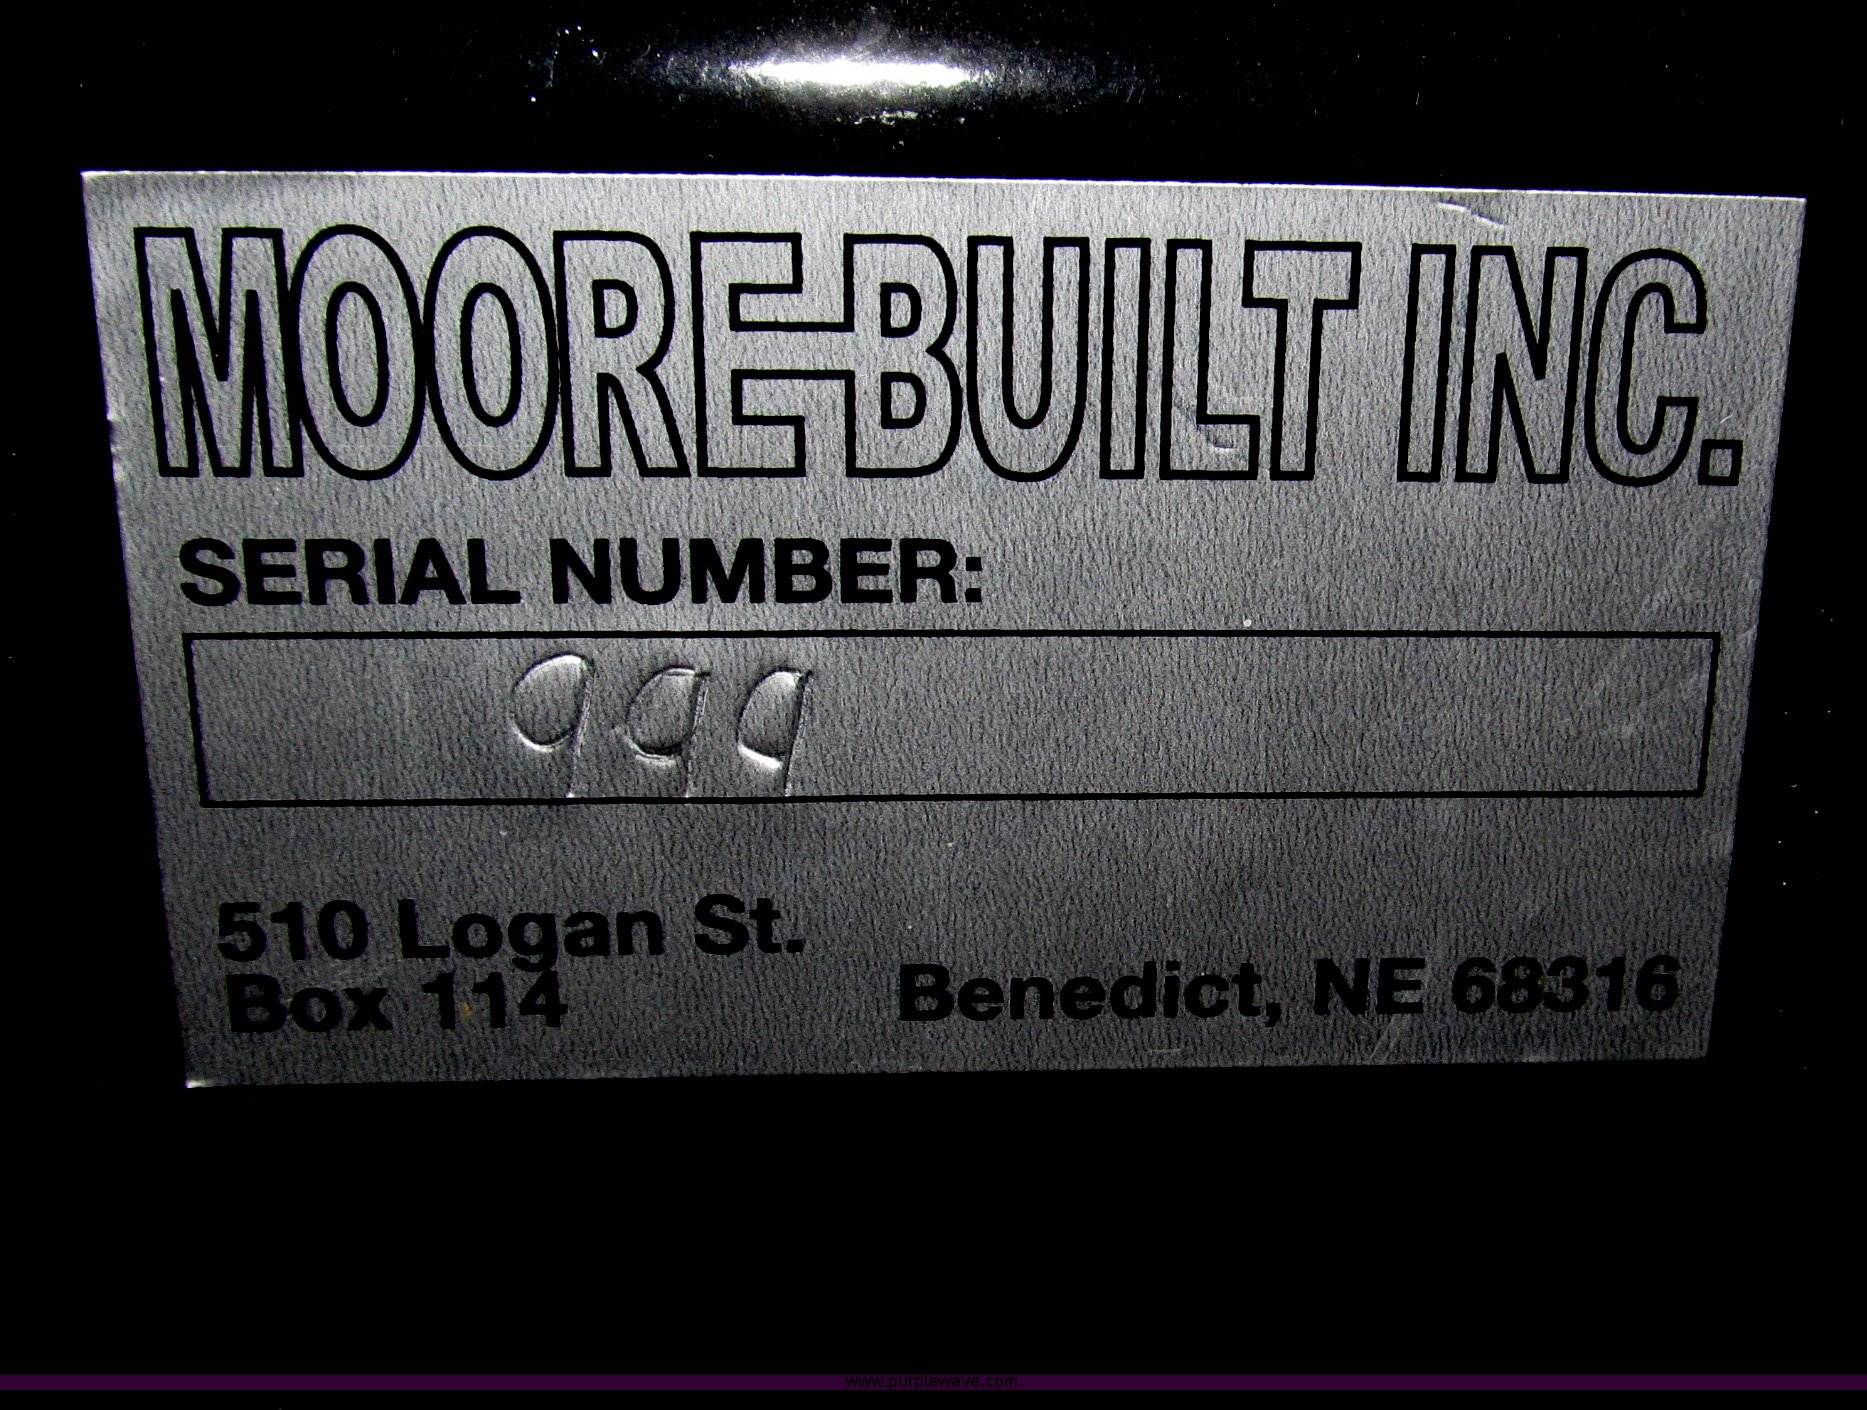 MOORE-BUILT INC.
SERIAL NUMBER:
999
510 Logan St.
Box 114
Benedict, NE 68316
www.purplewave.com